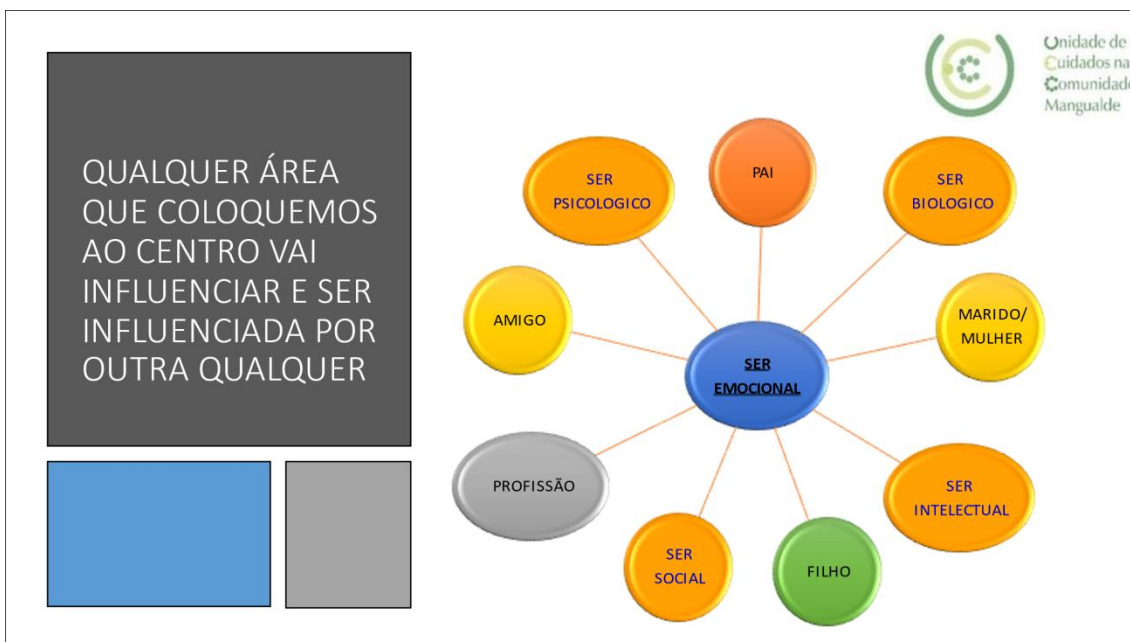 QUALQUER ÁREA
QUE COLOQUEMOS
AO CENTRO VAI
INFLUENCIAR E SER
INFLUENCIADA POR
OUTRA QUALQUER
Unidade de
Cuidados na
Comunidade
Mangualde
PAI
SER
PSICOLOGICO
SER
BIOLOGICO
AMIGO
MARIDO/
MULHER
SER
EMOCIONAL
PROFISSÃO
SER
INTELECTUAL
SER
SOCIAL
FILHO